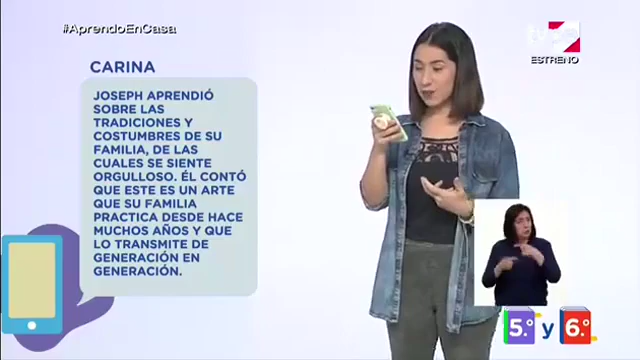 #AprendoEnCasa
ESTRENO
CARINA
JOSEPH APRENDIÓ
SOBRE LAS
TRADICIONES Y
COSTUMBRES DE SU
FAMILIA, DE LAS
CUALES SE SIENTE
ORGULLOSO. ÉL CONTÓ
QUE ESTE ES UN ARTE
QUE SU FAMILIA
PRACTICA DESDE HACE
MUCHOS AÑOS Y QUE
LO TRANSMITE DE
GENERACIÓN EN
GENERACIÓN.
5.º y 6.º